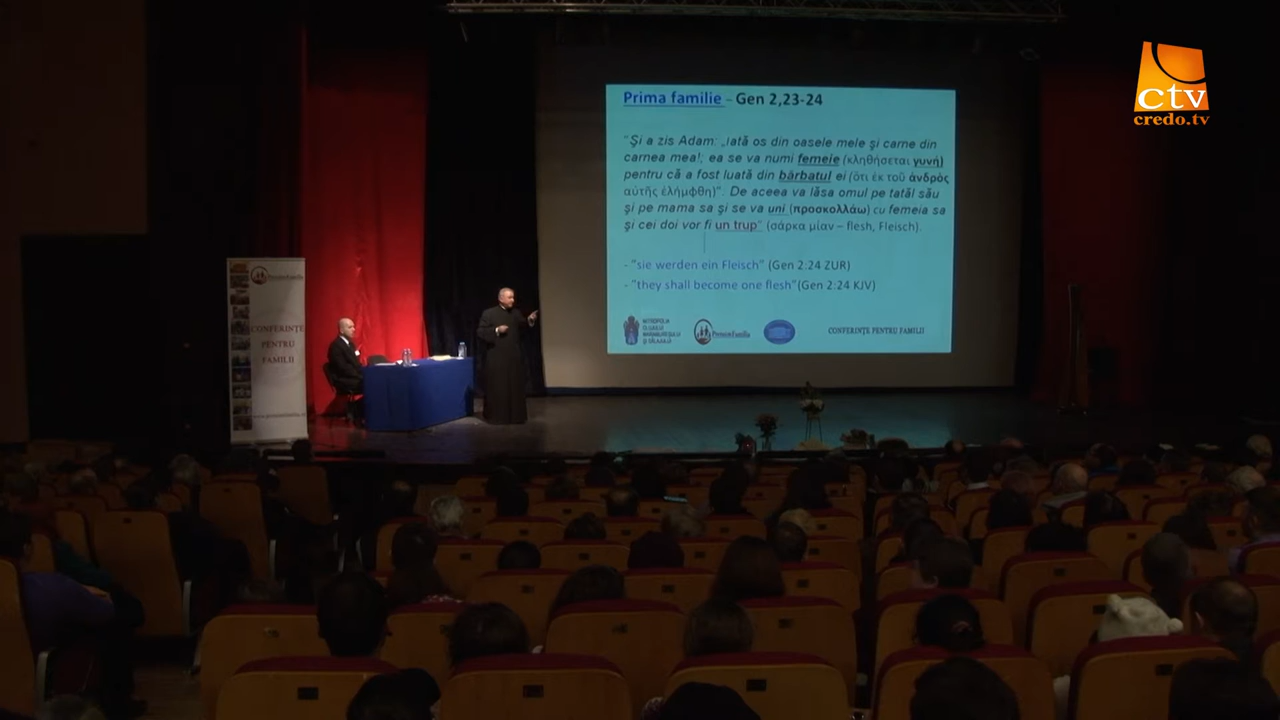 ctv
credo.tv
Prima familie – Gen 2,23-24
"Şi a zis Adam: „iată os din oasele mele şi carne din
carnea mea!; ea se va numi femeie (κληθήσεται γυνή)
pentru că a fost luată din bărbatul ei (ὅτι ἐκ τοῦ ἀνδρὸς
αὐτῆς ἐλήμφθη)". De aceea va lăsa omul pe tatăl său
şi pe mama sa şi se va uni (προσκολλάω) cu femeia sa
şi cei doi vor fi un trup" (σάρκα μίαν – flesh, Fleisch).
- "sie werden ein Fleisch" (Gen 2:24 ZUR)
- "they shall become one flesh"(Gen 2:24 KJV)
MITROPOLIA
CLUJULUI
MARAMUREŞULUI
ŞI SĂLAJULUI
CONFERINŢE PENTRU FAMILII
CONFERINŢE
PENTRU
FAMILII